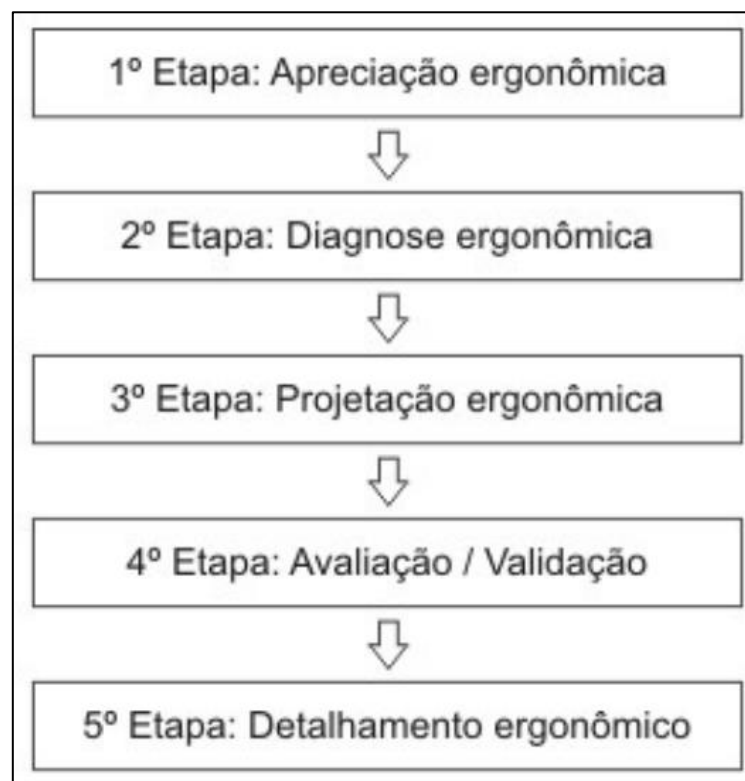 1º Etapa: Apreciação ergonômica
2º Etapa: Diagnose ergonômica
3º Etapa: Projetação ergonômica
4º Etapa: Avaliação / Validação
5º Etapa: Detalhamento ergonômico